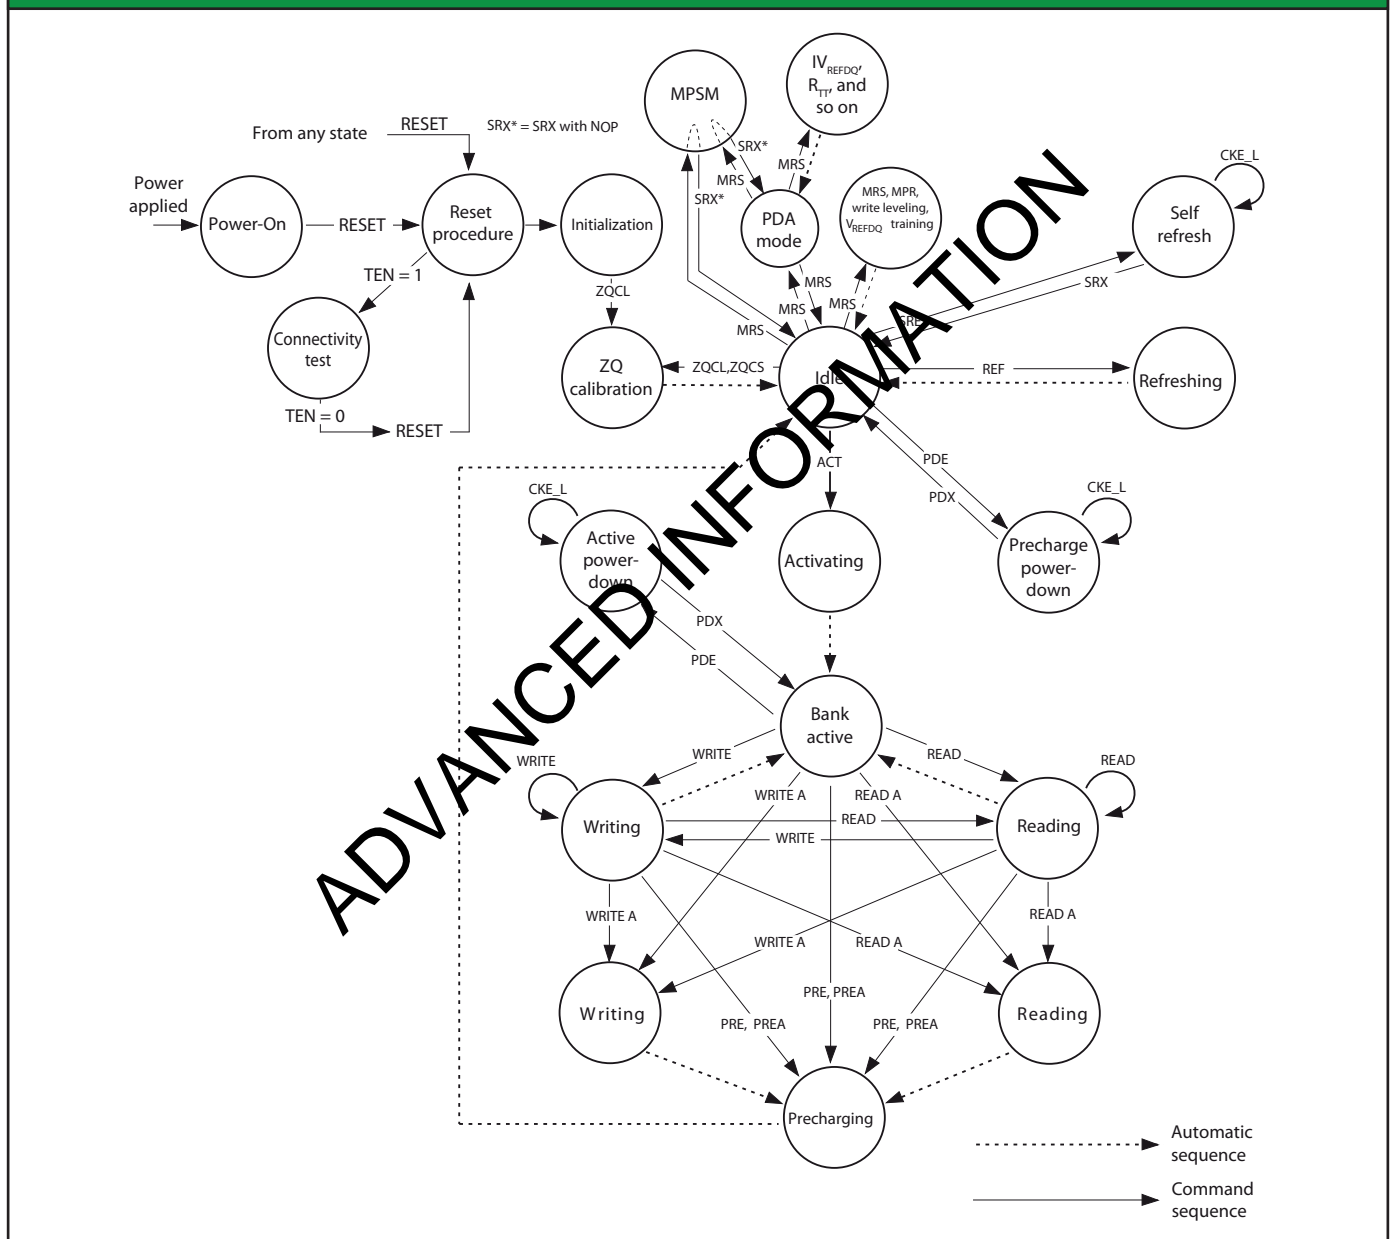 IV REFDQ,
R TT, and
so on
MPSM
From any state
RESET
SRX* = SRX with NOP
SRX*
MRS
MRS
CKE_L
Power
applied
Power-On
RESET
Reset
procedure
Initialization
SRX*
PDA
mode
MRS, MPR,
write leveling,
V REFDQ training
Self
refresh
TEN = 1
ZQCL
MRS
MRS
MRS
MRS
SRE
SRX
Connectivity
test
ZQ
calibration
ZQCL,ZQCS
Idle
REF
Refreshing
TEN = 0
RESET
ACT
PDE
PDX
CKE_L
CKE_L
Active
power-
down
Activating
Precharge
power-
down
PDX
PDE
Bank
active
WRITE
WRITE
READ
READ
WRITE A
READ A
Writing
READ
WRITE
Reading
WRITE A
READ A
WRITE A
READ A
Writing
PRE, PREA
Reading
PRE, PREA
PRE, PREA
Precharging
Automatic
sequence
Command
sequence
ADVANCED INFORMATION